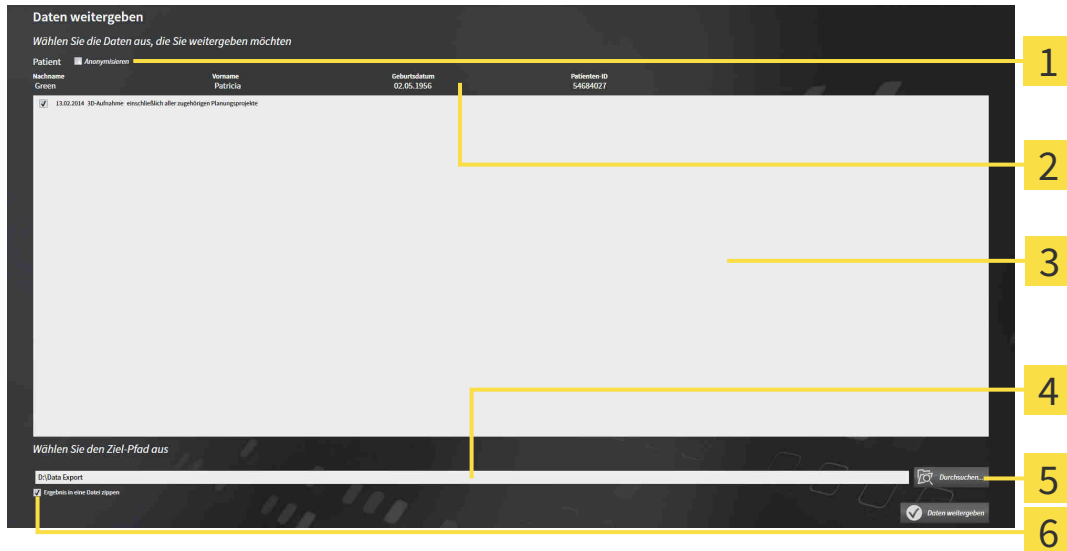 Daten weitergeben
Wählen Sie die Daten aus, die Sie weitergeben möchten
Patient Anonymisieren
1
Nachname Vorname Geburtsdatum Patienten-ID
Green Patricia 02.05.1956 54684027
13.02.2014 3D-Aufnahme einschließlich aller zugehörigen Planungsprojekte
2
3
4
Wählen Sie den Ziel-Pfad aus
D:\Data Export Durchsuchen...
5
Ergebnis in eine Datei zippen
Daten weitergeben
6